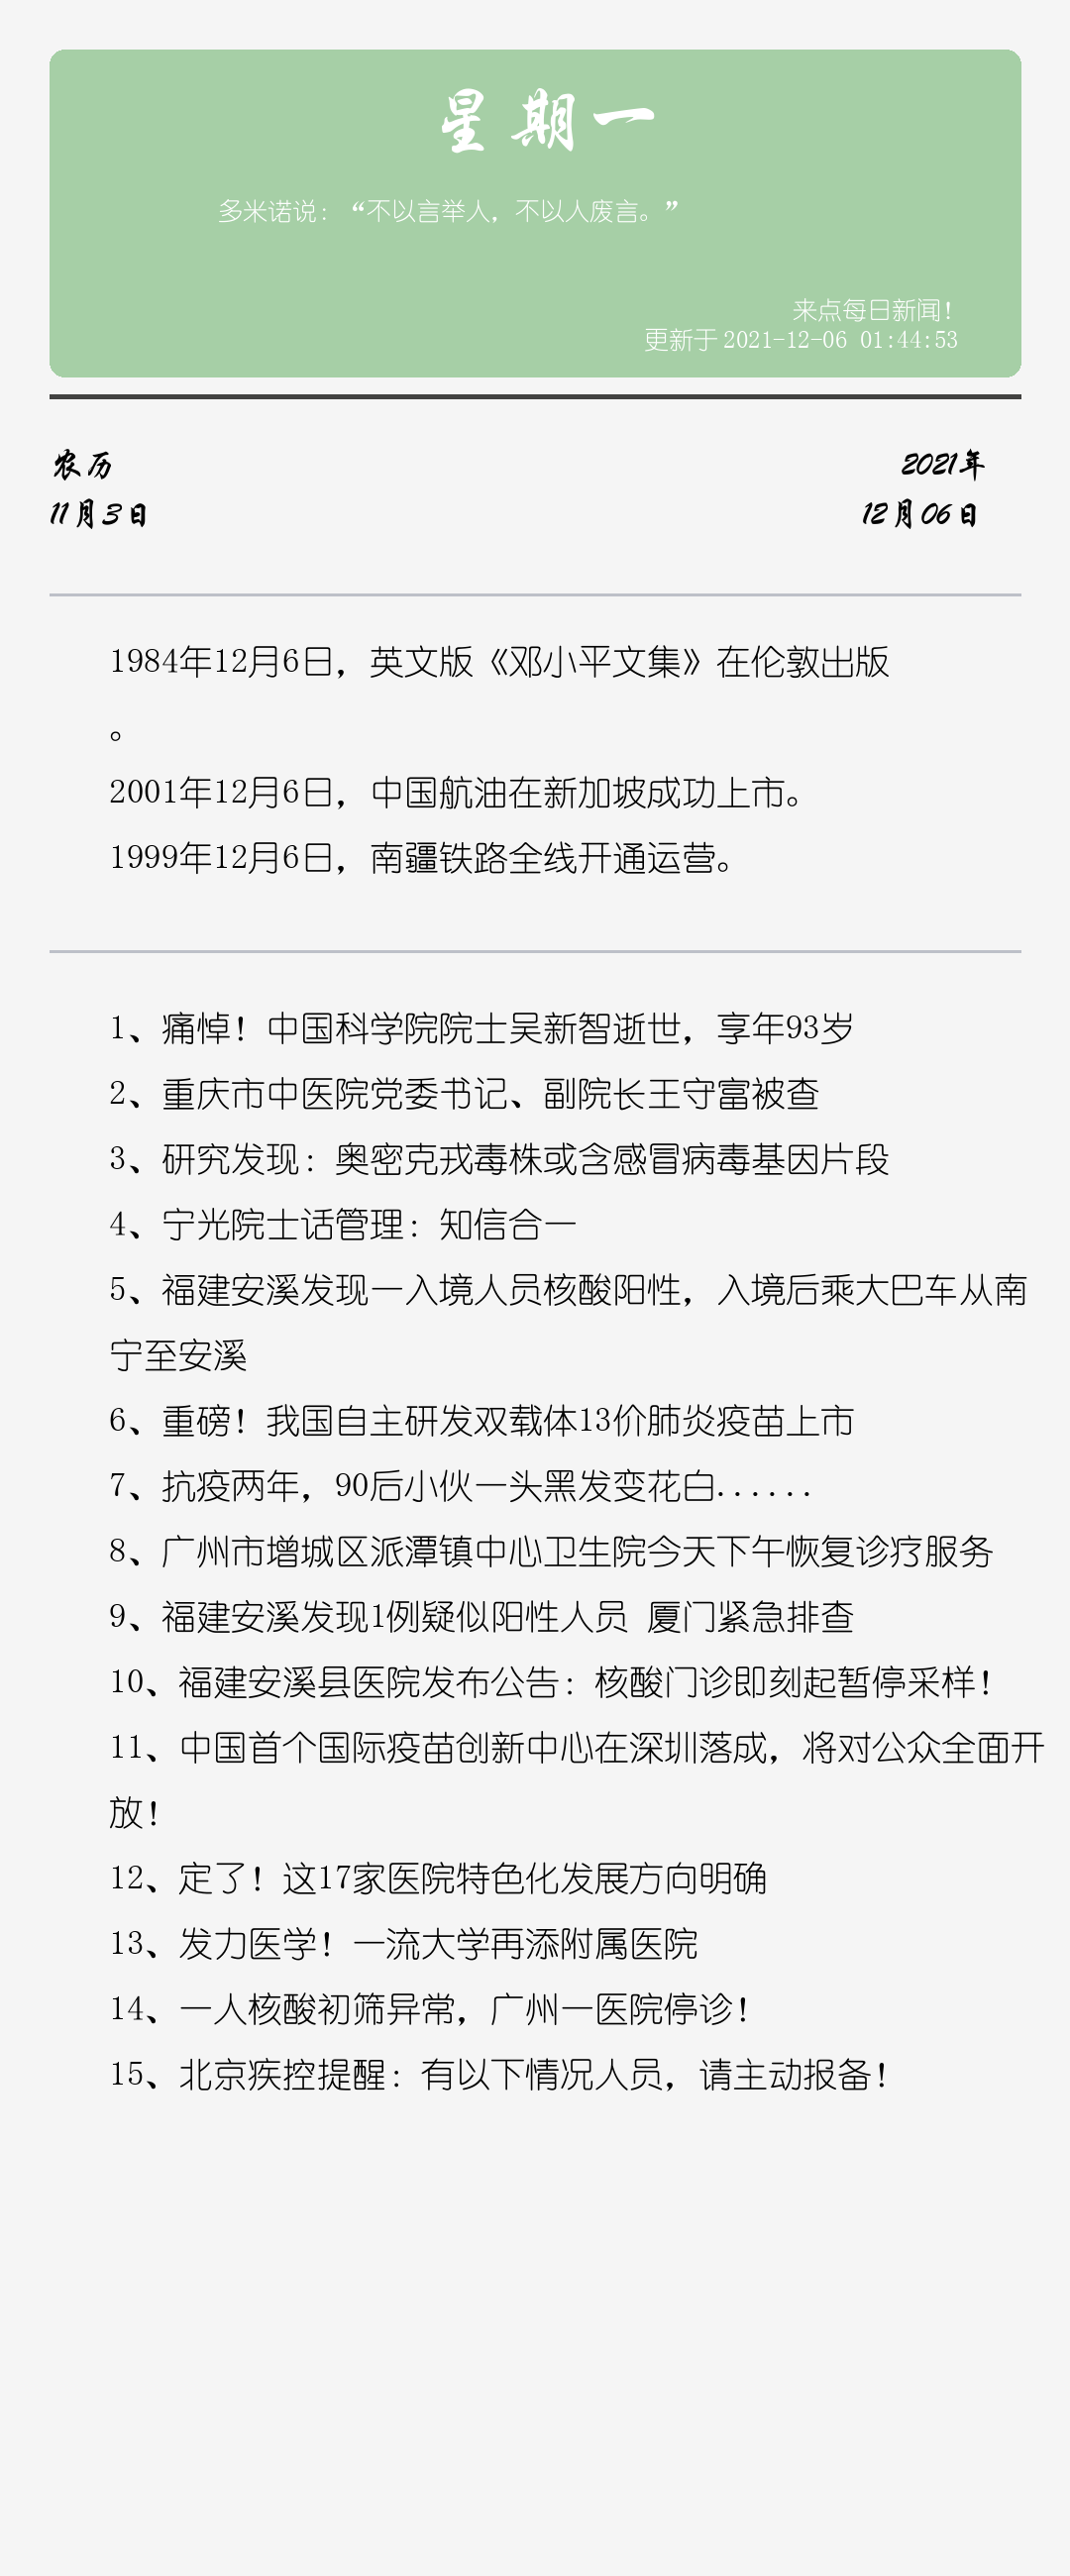 星期一
多米诺说：“不以言举人，不以人废言。”
来点每日新闻！
更新于2021-12-06 01:44:53
农历
2021年
11月3日
12月06日
1984年12月6日，英文版《邓小平文集》在伦敦出版
。
2001年12月6日，中国航油在新加坡成功上市。
1999年12月6日，南疆铁路全线开通运营。
1、痛悼！中国科学院院士吴新智逝世，享年93岁
2、重庆市中医院党委书记、副院长王守富被查
3、研究发现：奥密克戎毒株或含感冒病毒基因片段
4、宁光院士话管理：知信合一
5、福建安溪发现一入境人员核酸阳性，入境后乘大巴车从南
宁至安溪
6、重磅！我国自主研发双载体13价肺炎疫苗上市
7、抗疫两年，90后小伙一头黑发变花白......
8、广州市增城区派潭镇中心卫生院今天下午恢复诊疗服务
9、福建安溪发现1例疑似阳性人员 厦门紧急排查
10、福建安溪县医院发布公告：核酸门诊即刻起暂停采样！
11、中国首个国际疫苗创新中心在深圳落成，将对公众全面开
放！
12、定了！这17家医院特色化发展方向明确
13、发力医学！一流大学再添附属医院
14、一人核酸初筛异常，广州一医院停诊！
15、北京疾控提醒：有以下情况人员，请主动报备！